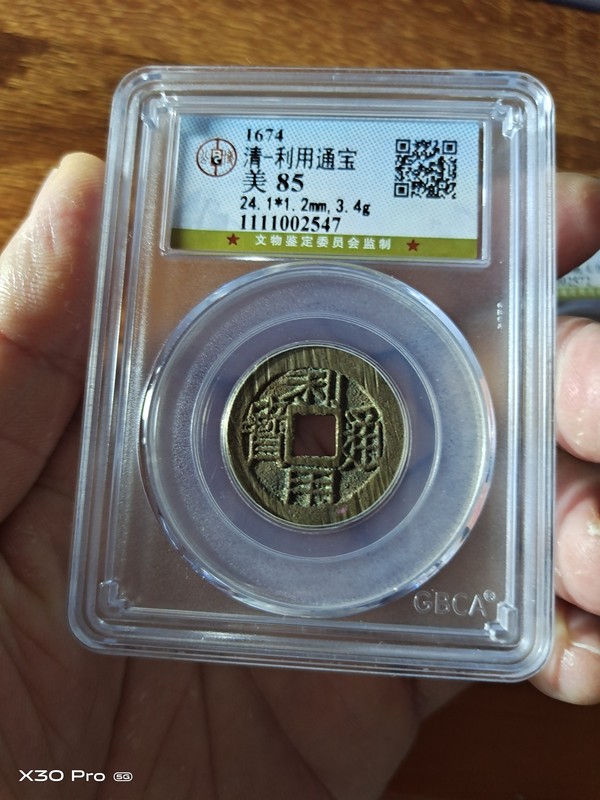 1674
清-利用通宝
美 85
24.1*1.2mm, 3.4g
1111002547
★ 文物鉴定委员会监制 ★
利用通寳
GBCA®
X30 Pro 5G